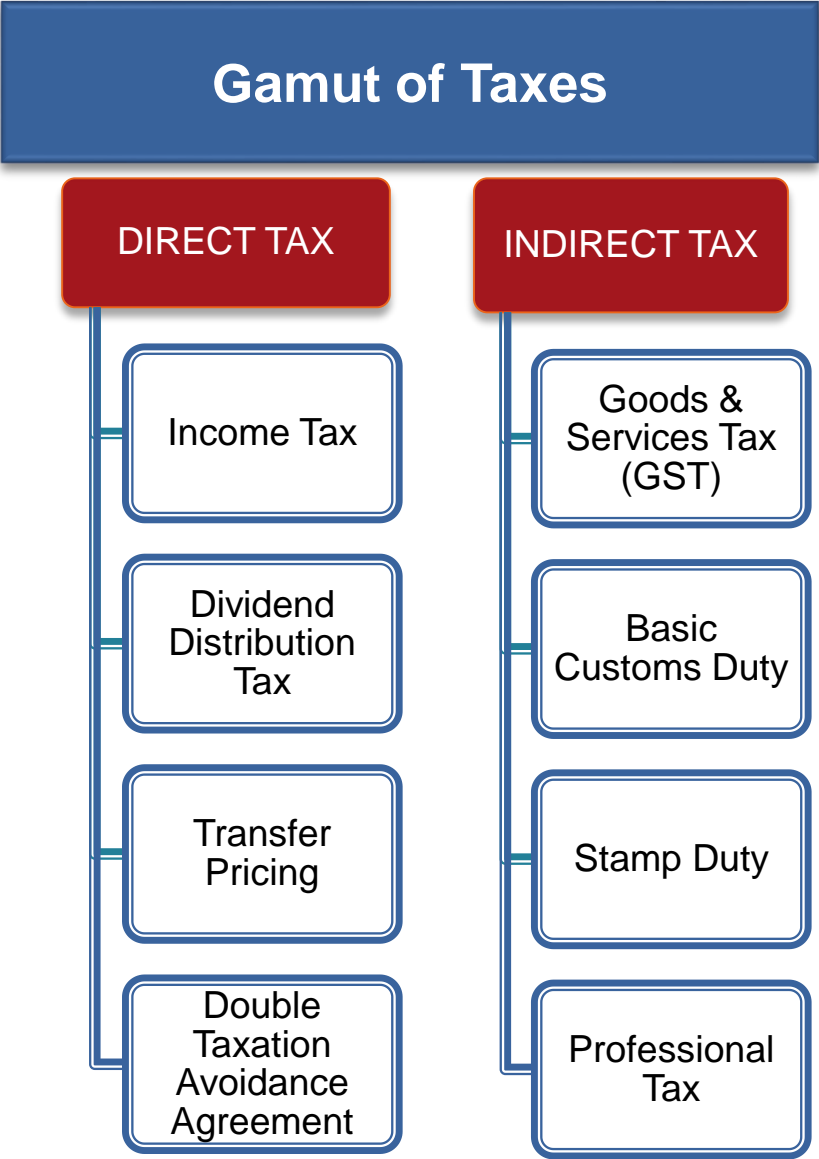 Gamut of Taxes
DIRECT TAX
Income Tax
Dividend
Distribution
Tax
Transfer
Pricing
Double
Taxation
Avoidance
Agreement
INDIRECT TAX
Goods &
Services Tax
(GST)
Basic
Customs Duty
Stamp Duty
Professional
Tax